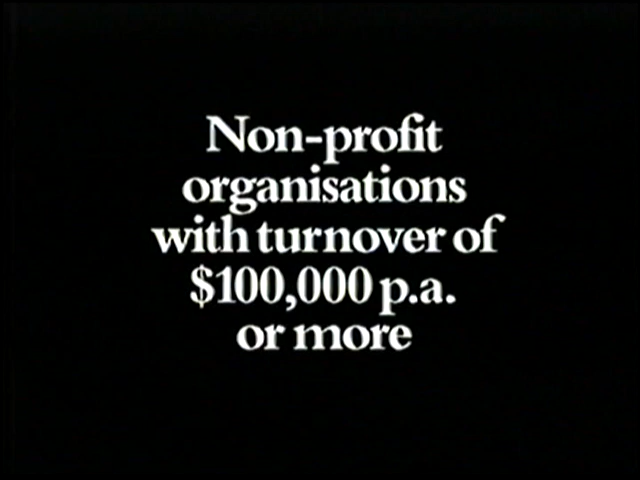 Non-profit
organisations
with turnover of
$100,000 p.a.
or more